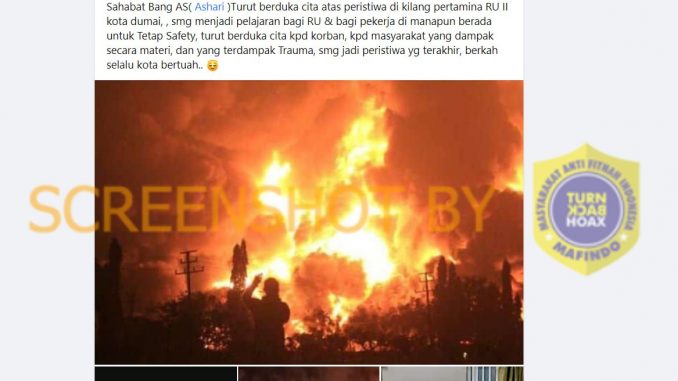 Sahabat Bang AS( Ashari )Turut berduka cita atas peristiwa di kilang pertamina RU II
kota dumai, , smg menjadi pelajaran bagi RU & bagi pekerja di manapun berada
untuk Tetap Safety, turut berduka cita kpd korban, kpd masyarakat yang dampak
secara materi, dan yang terdampak Trauma, smg jadi peristiwa yg terakhir, berkah
selalu kota bertuah.. 😌
SCREENSHOT BY
MASYARAKAT ANTI FITNAH INDONESIA
TURN
BACK
HOAX
MAFINDO